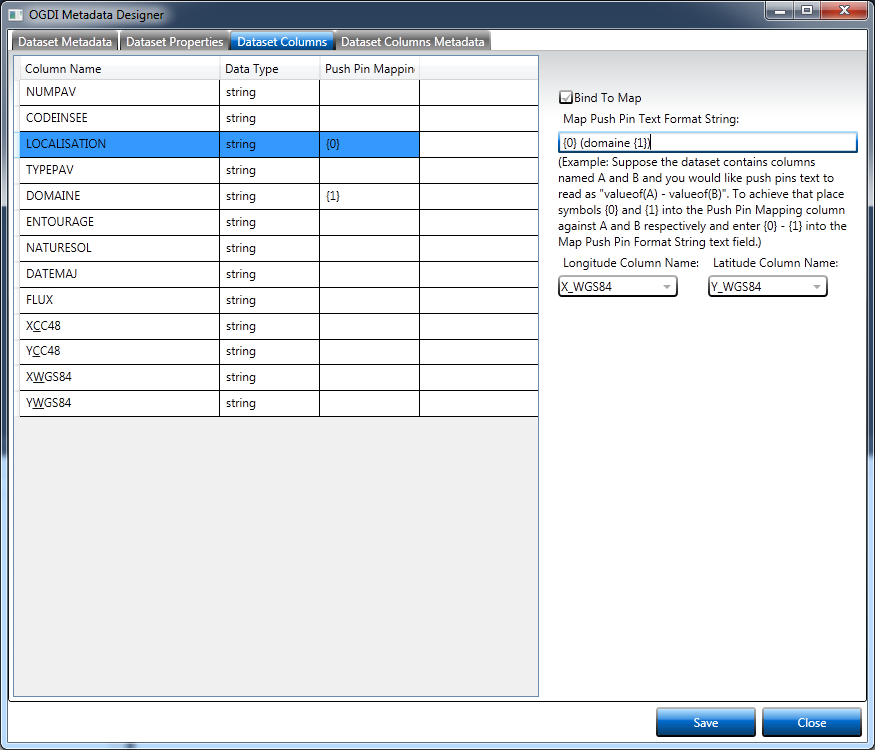 OGDI Metadata Designer
Dataset Metadata Dataset Properties Dataset Columns Dataset Columns Metadata
Column Name Data Type Push Pin Mappin
NUMPAV string
CODEINSEE string
LOCALISATION string {0}
TYPEPAV string
DOMAINE string {1}
ENTOURAGE string
NATURESOL string
DATEMAJ string
FLUX string
XCC48 string
YCC48 string
XWGS84 string
YWGS84 string
Bind To Map
Map Push Pin Text Format String:
{0} (domaine {1})
(Example: Suppose the dataset contains columns
named A and B and you would like push pins text to
read as "valueof(A) - valueof(B)". To achieve that place
symbols {0} and {1} into the Push Pin Mapping column
against A and B respectively and enter {0} - {1} into the
Map Push Pin Format String text field.)
Longitude Column Name: Latitude Column Name:
X_WGS84 Y_WGS84
Save Close